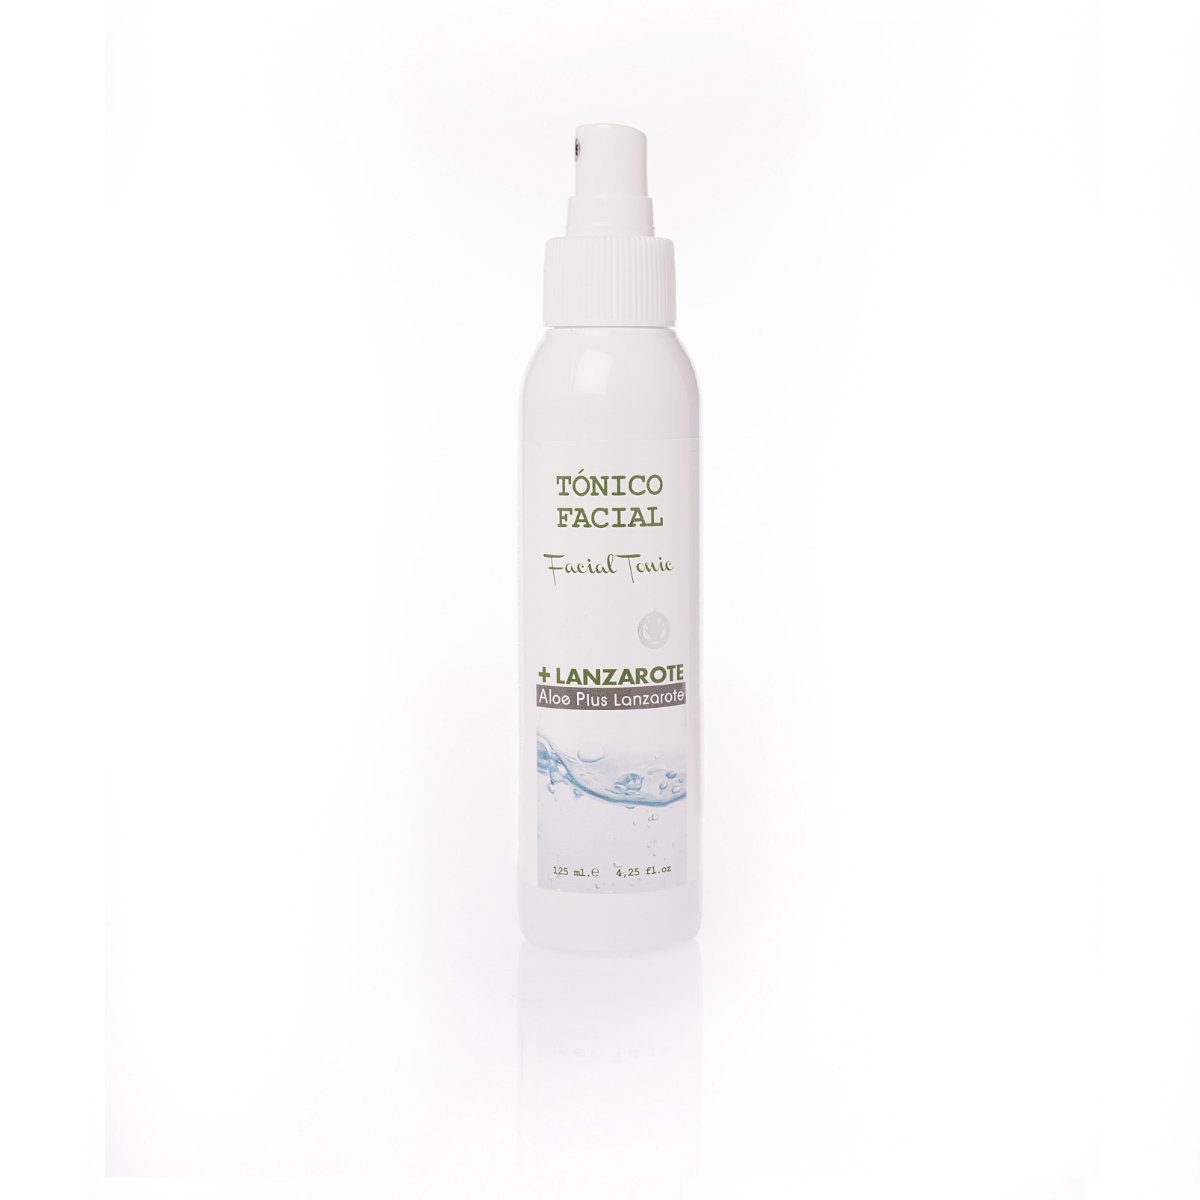 TÓNICO
FACIAL
Facial Tonic
+ LANZAROTE
Aloe Plus Lanzarote
125 ml.℮ 4,25 fl.oz